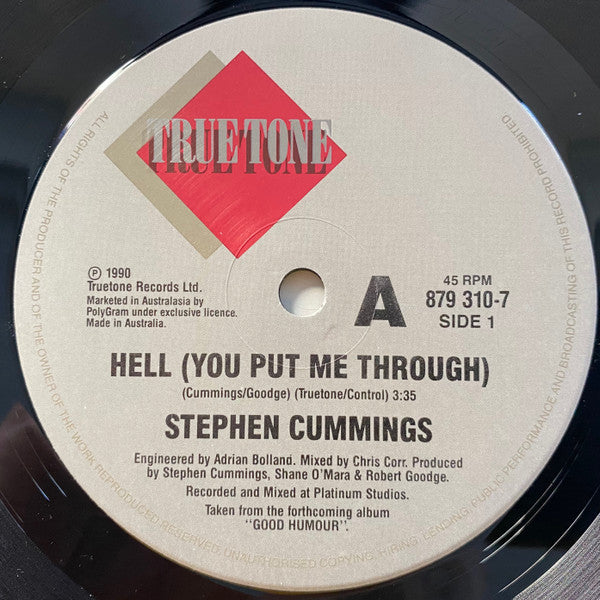 TRUETONE
TRUETONE
℗ 1990
Truetone Records Ltd.
Marketed in Australasia by
PolyGram under exclusive licence.
Made in Australia.
A
45 RPM
879 310-7
SIDE 1
HELL (YOU PUT ME THROUGH)
(Cummings/Goodge) (Truetone/Control) 3:35
STEPHEN CUMMINGS
Engineered by Adrian Bolland. Mixed by Chris Corr. Produced
by Stephen Cummings, Shane O'Mara & Robert Goodge.
Recorded and Mixed at Platinum Studios.
Taken from the forthcoming album
"GOOD HUMOUR".
ALL RIGHTS OF THE PRODUCER AND OF THE OWNER OF THE WORK REPRODUCED RESERVED. UNAUTHORISED COPYING, HIRING, LENDING, PUBLIC PERFORMANCE AND BROADCASTING OF THIS RECORD PROHIBITED